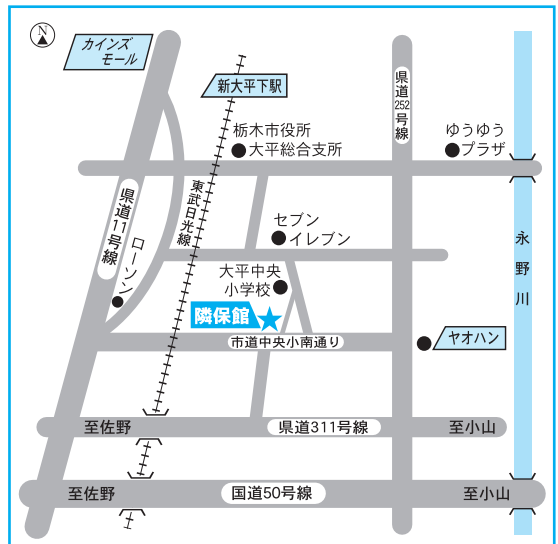 N
カインズ
モール
新大平下駅
県道252号線
栃木市役所
大平総合支所
ゆうゆう
プラザ
東武日光線
県道11号線
ローソン
セブン
イレブン
永野川
大平中央
小学校
隣保館
市道中央小南通り
ヤオハン
至佐野
県道311号線
至小山
至佐野
国道50号線
至小山